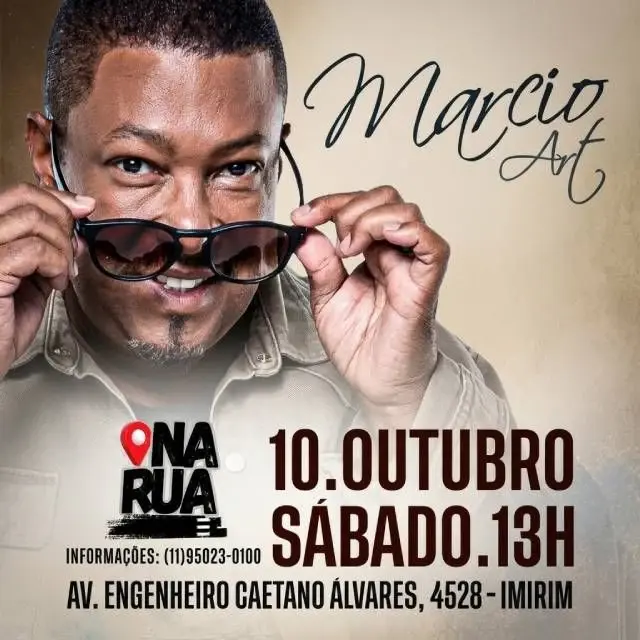 Marcio
Art
NA
RUA
10.OUTUBRO
SÁBADO.13H
INFORMAÇÕES: (11)95023-0100
AV. ENGENHEIRO CAETANO ÁLVARES, 4528 - IMIRIM